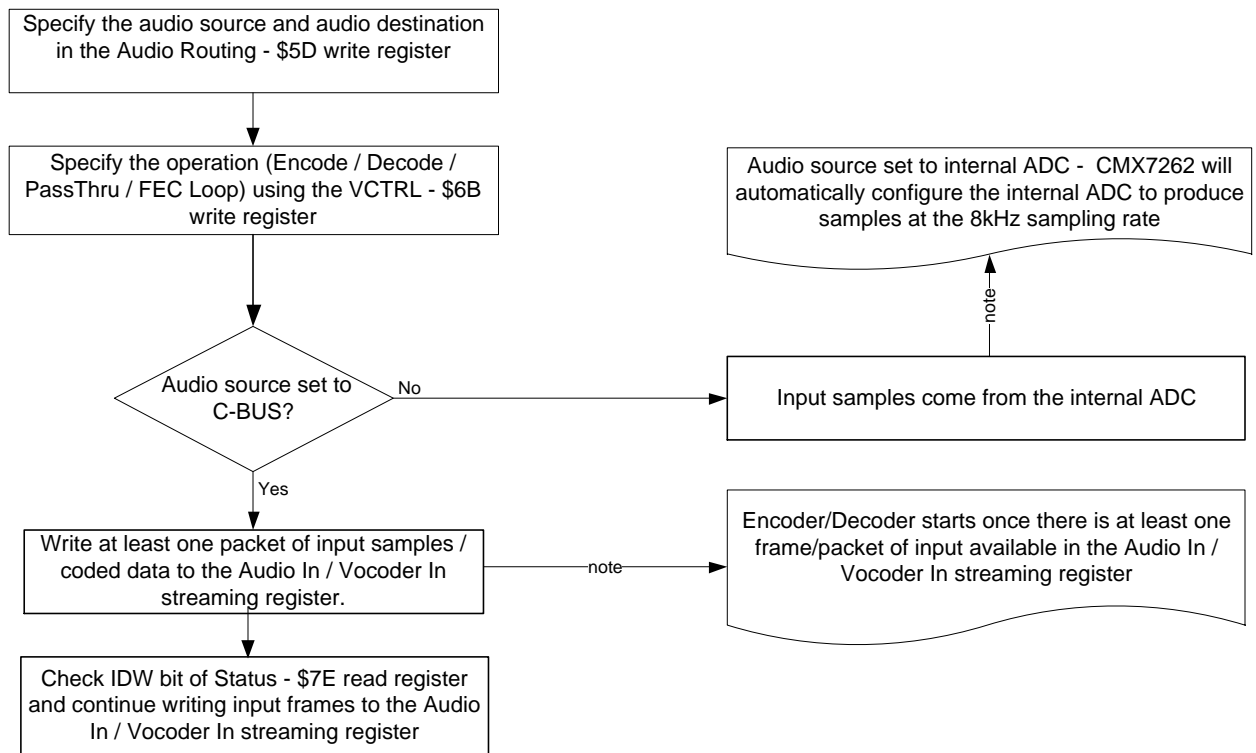 Specify the audio source and audio destination
in the Audio Routing - $5D write register
Specify the operation (Encode / Decode /
PassThru / FEC Loop) using the VCTRL - $6B
write register
Audio source set to internal ADC -  CMX7262 will
automatically configure the internal ADC to produce
samples at the 8kHz sampling rate
note
Audio source set to
C-BUS?
No
Input samples come from the internal ADC
Yes
Write at least one packet of input samples /
coded data to the Audio In / Vocoder In
streaming register.
note
Encoder/Decoder starts once there is at least one
frame/packet of input available in the Audio In /
Vocoder In streaming register
Check IDW bit of Status - $7E read register
and continue writing input frames to the Audio
In / Vocoder In streaming register